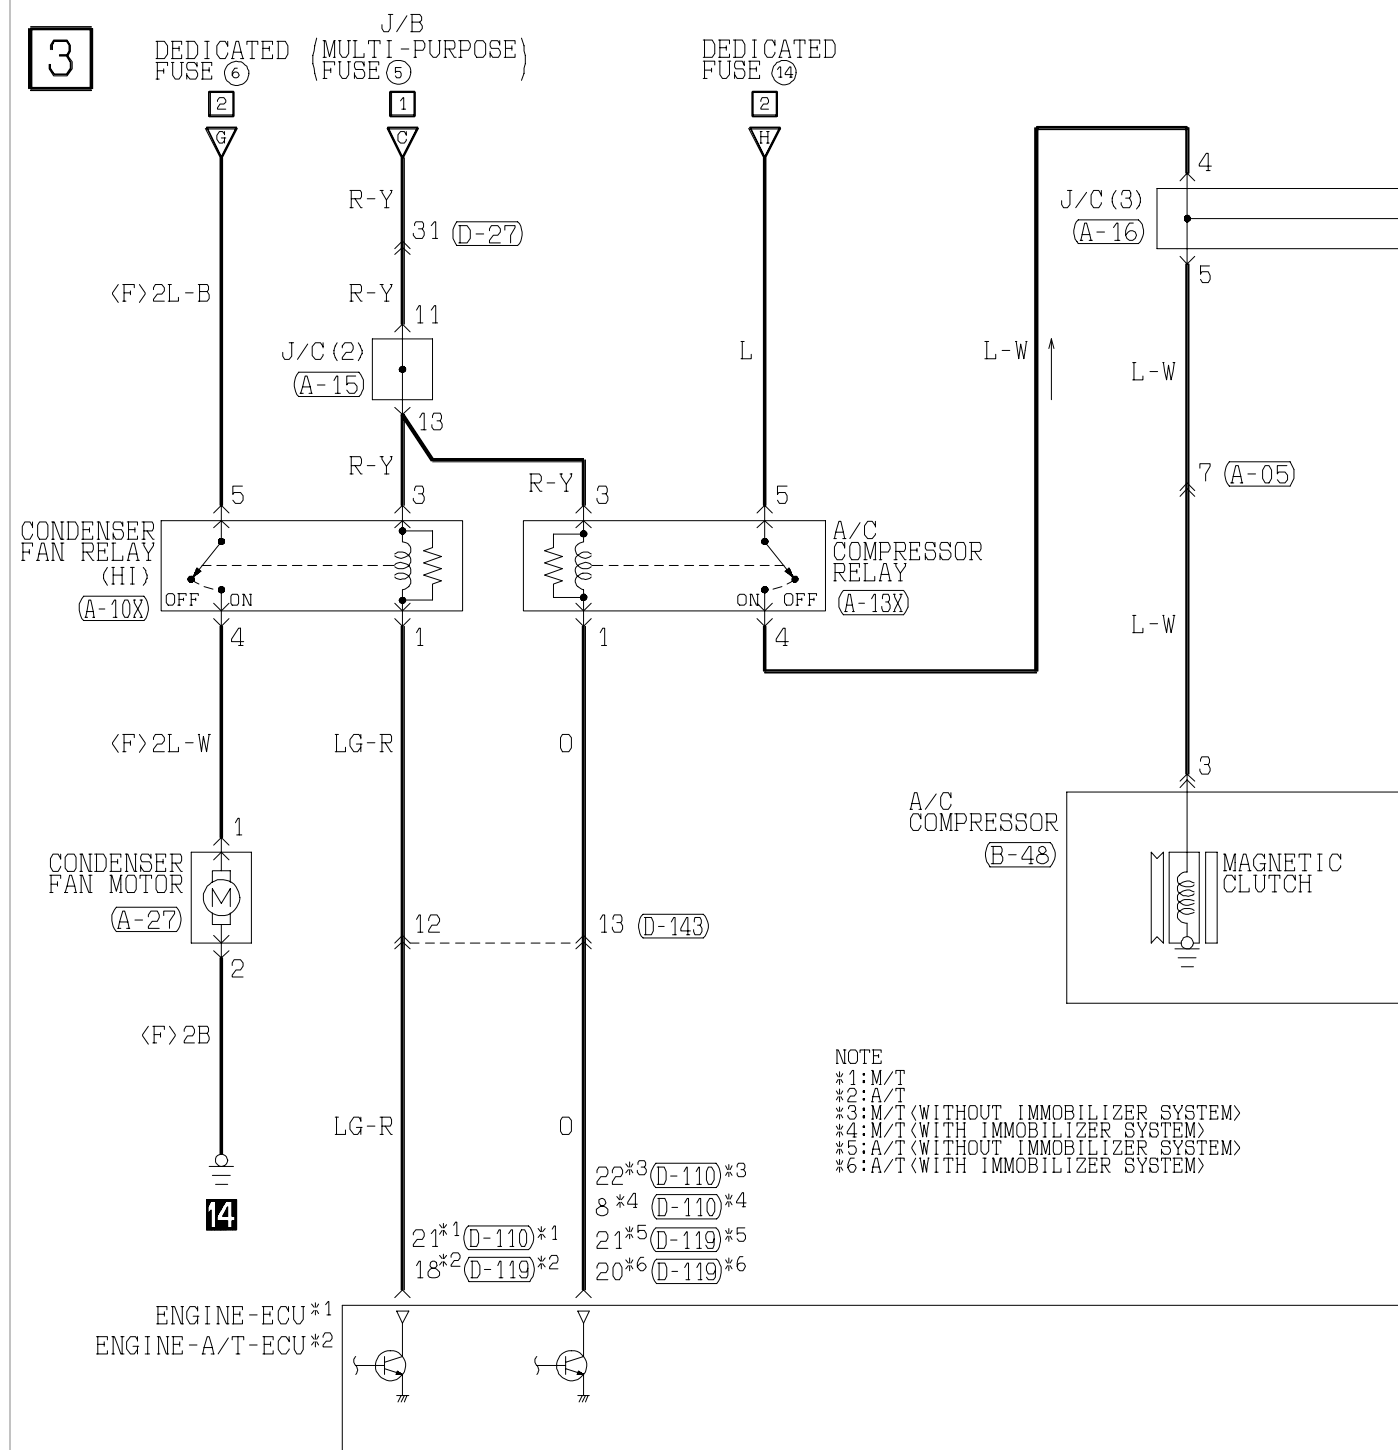 3
DEDICATED
FUSE 6
J/B
(MULTI-PURPOSE)
(FUSE 5)
DEDICATED
FUSE 14
2
1
2
G
C
H
4
R-Y
J/C(3)
(A-16)
31 (D-27)
5
<F>2L-B
R-Y
11
J/C(2)
(A-15)
L
L-W
L-W
13
R-Y
7 (A-05)
R-Y
5
3
3
5
CONDENSER
FAN RELAY
(HI)
(A-10X)
OFF
ON
A/C
COMPRESSOR
RELAY
(A-13X)
ON
OFF
4
1
1
4
L-W
<F>2L-W
LG-R
O
3
A/C
COMPRESSOR
(B-48)
MAGNETIC
CLUTCH
1
CONDENSER
FAN MOTOR
(A-27)
M
2
12
13 (D-143)
<F>2B
NOTE
*1:M/T
*2:A/T
*3:M/T<WITHOUT IMMOBILIZER SYSTEM>
*4:M/T<WITH IMMOBILIZER SYSTEM>
*5:A/T<WITHOUT IMMOBILIZER SYSTEM>
*6:A/T<WITH IMMOBILIZER SYSTEM>
LG-R
O
14
22*3(D-110)*3
8*4 (D-110)*4
21*5(D-119)*5
20*6(D-119)*6
21*1(D-110)*1
18*2(D-119)*2
ENGINE-ECU*1
ENGINE-A/T-ECU*2